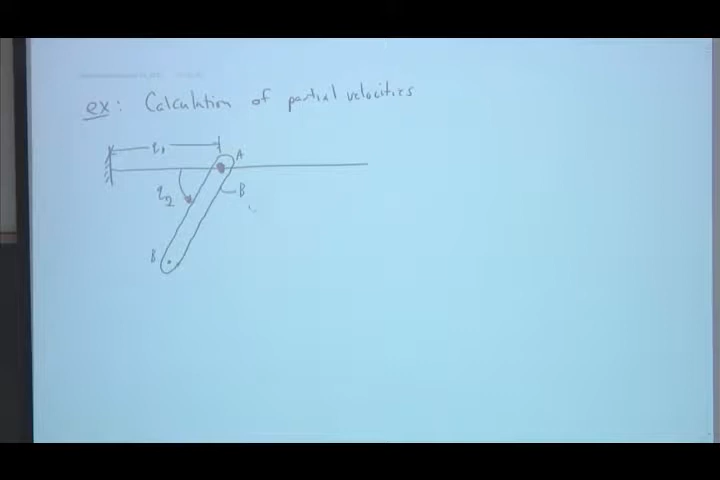 ex: Calculation of partial velocities
q₁
A
q₂
B
B